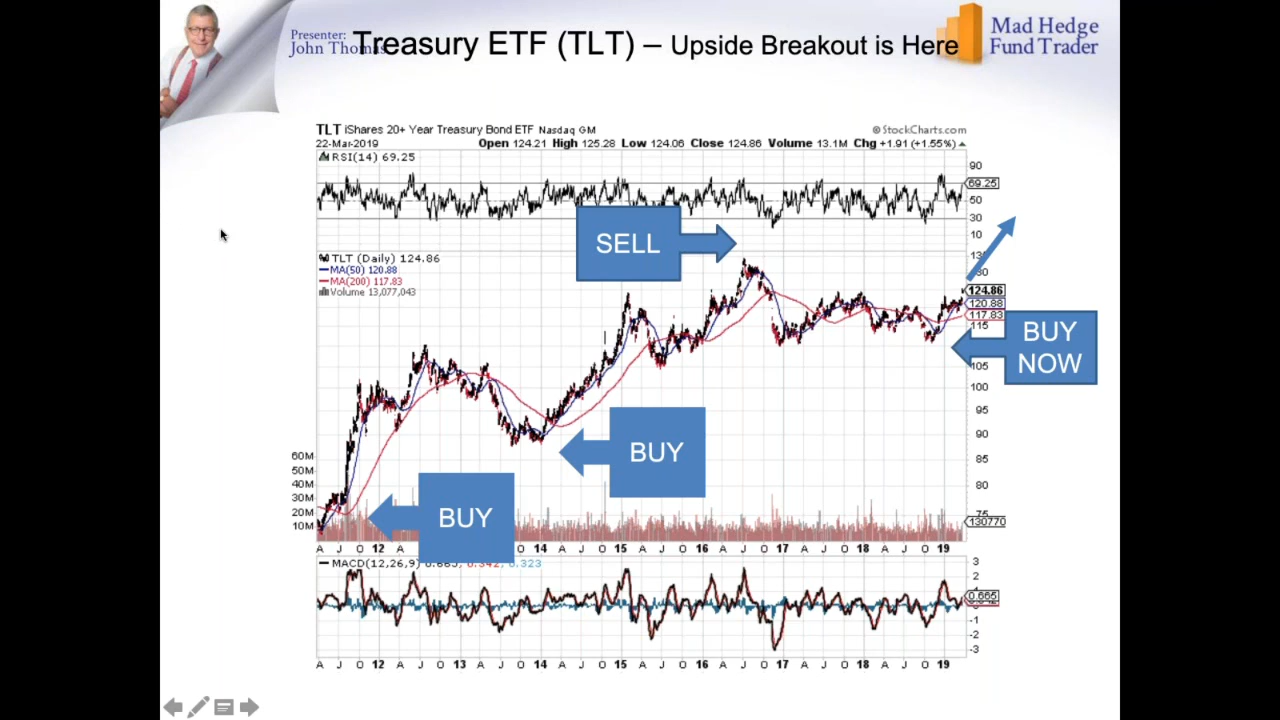 Presenter:
John Thomas
Treasury ETF (TLT) – Upside Breakout is Here
Mad Hedge
Fund Trader
TLT iShares 20+ Year Treasury Bond ETF Nasdaq GM
© StockCharts.com
22-Mar-2019
Open 124.21 High 125.28 Low 124.06 Close 124.86 Volume 13.1M Chg +1.91 (+1.55%)
RSI(14) 69.25
90
69.25
50
30
10
SELL
TLT (Daily) 124.86
MA(50) 120.88
MA(200) 117.83
Volume 13,077,043
130
124.86
120.88
117.83
115
105
100
95
90
85
80
75
130770
BUY
NOW
BUY
BUY
60M
50M
40M
30M
20M
10M
A J O 12 A O 14 A J O 15 A J O 16 A J O 17 A J O 18 A J O 19
MACD(12,26,9) 0.665, 0.342, 0.323
3
2
0.665
-1
-2
-3
A J O 12 A J O 13 A J O 14 A J O 15 A J O 16 A J O 17 A J O 18 A J O 19